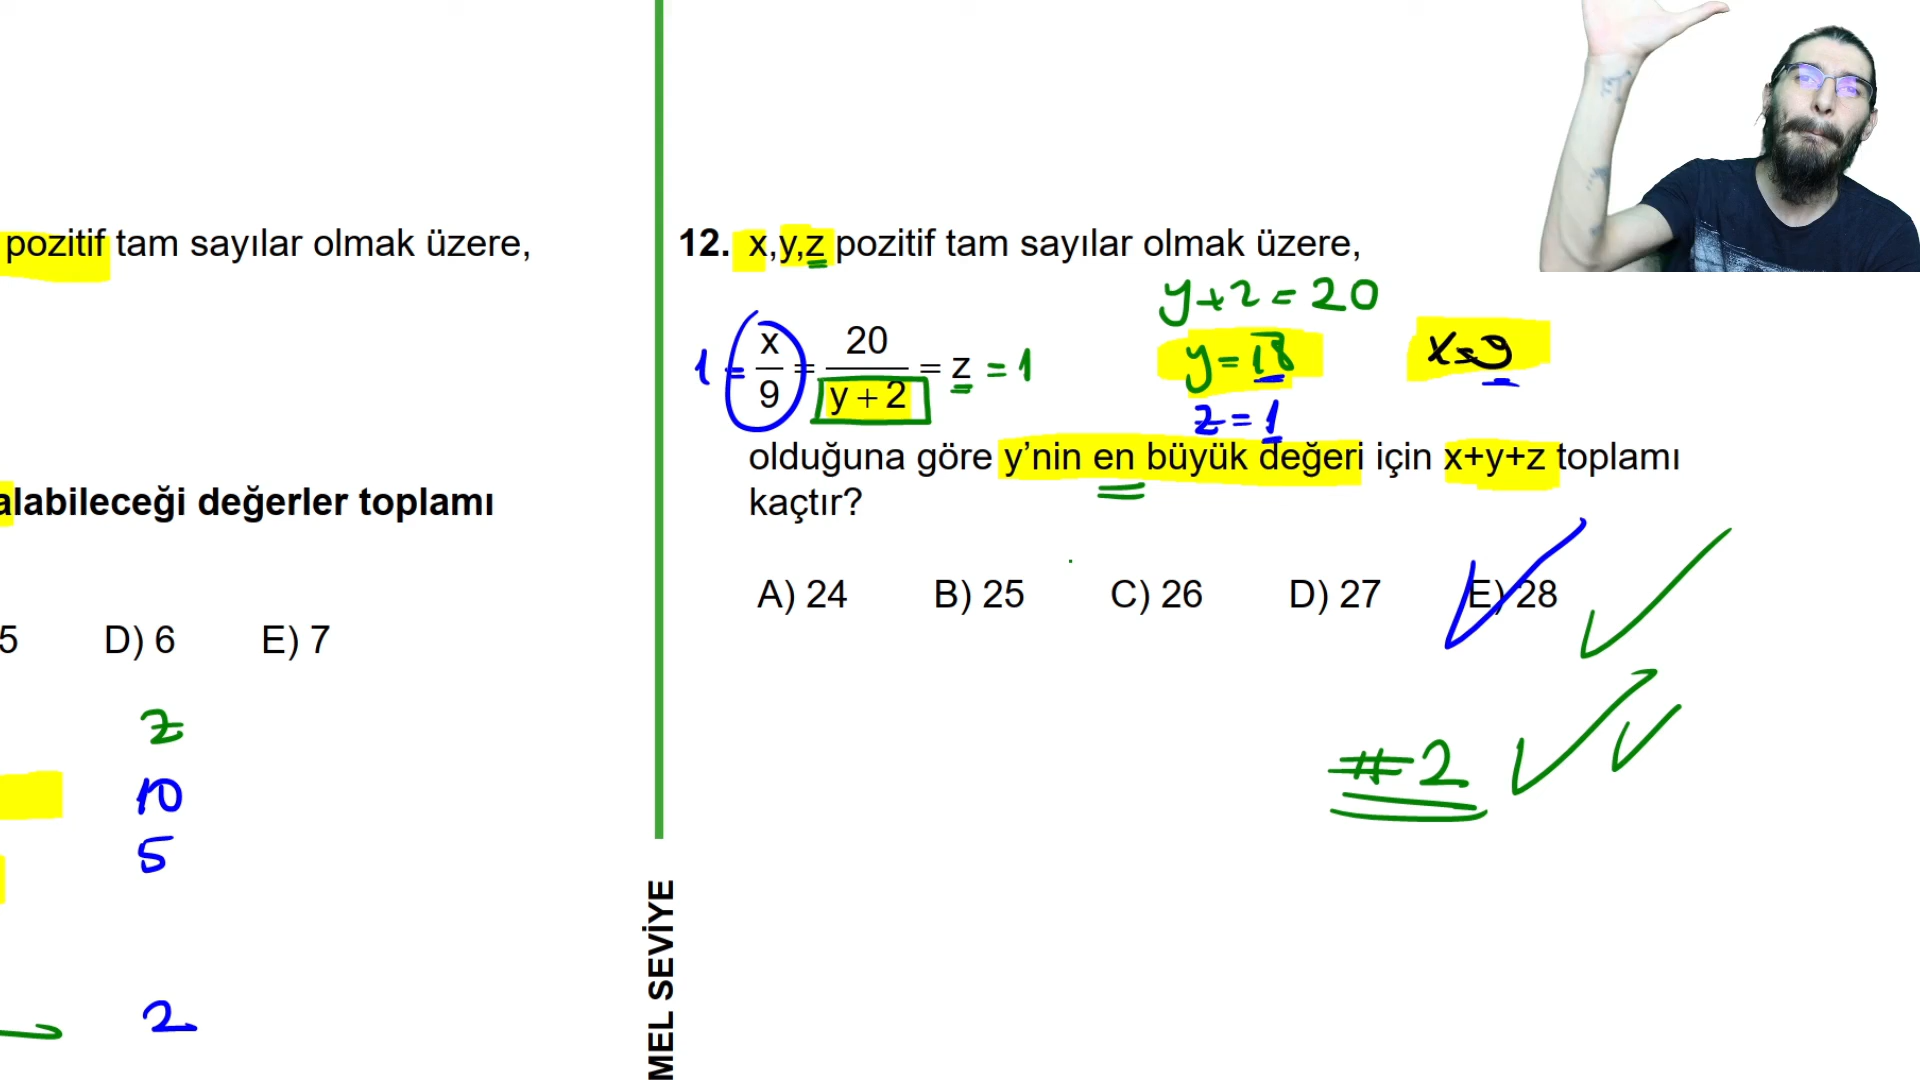 pozitif tam sayılar olmak üzere,
alabileceği değerler toplamı
5 D) 6 E) 7
z
10
5
2
MEL SEVİYE
12. x,y,z pozitif tam sayılar olmak üzere,
y+2=20
1 = x/9 = 20/(y + 2) = z = 1
y=18
x=9
z=1
olduğuna göre y’nin en büyük değeri için x+y+z toplamı
kaçtır?
A) 24 B) 25 C) 26 D) 27 E) 28
#2